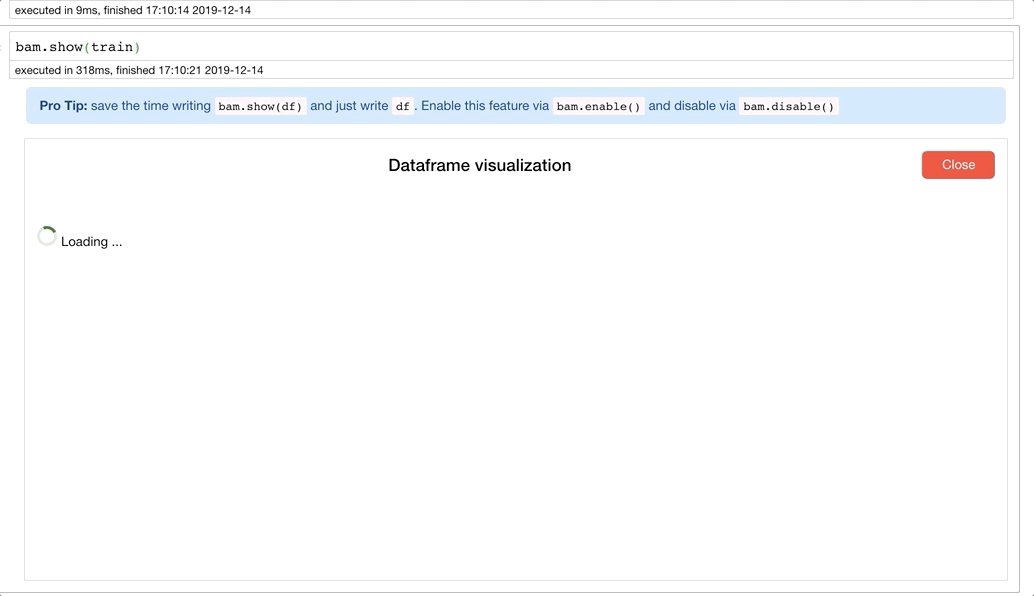 executed in 9ms, finished 17:10:14 2019-12-14
bam.show(train)
executed in 318ms, finished 17:10:21 2019-12-14
Pro Tip: save the time writing bam.show(df) and just write df . Enable this feature via bam.enable() and disable via bam.disable()
Dataframe visualization
Close
Loading ...